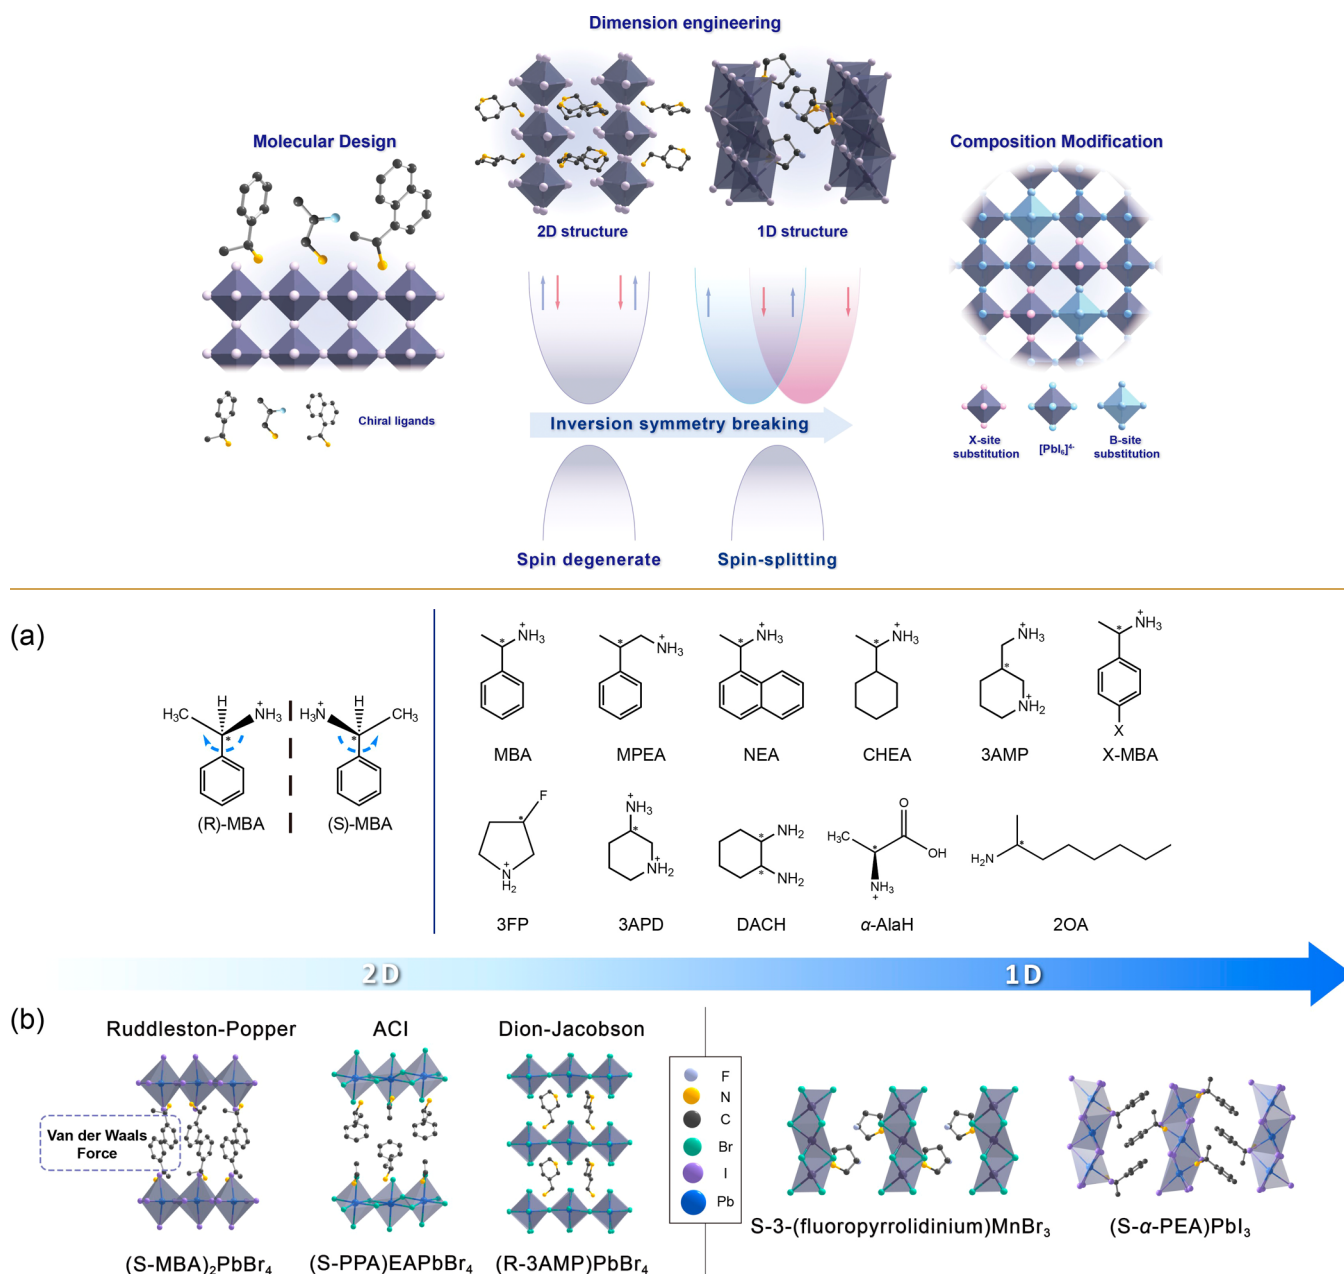 Dimension engineering
Molecular Design
Composition Modification
2D structure
1D structure
Chiral ligands
Inversion symmetry breaking
X-site
substitution
[PbI₆]⁴⁻
B-site
substitution
Spin degenerate
Spin-splitting
(a)
H
H₃C
+
NH₃
*
(R)-MBA
H
+
H₃N
CH₃
*
(S)-MBA
+
NH₃
*
MBA
+
NH₃
*
MPEA
+
NH₃
*
NEA
+
NH₃
*
CHEA
+
NH₃
*
+
NH₂
3AMP
+
NH₃
*
X
X-MBA
F
*
+
N
H₂
3FP
+
NH₃
*
+
NH₂
3APD
NH₂
*
*
NH₂
DACH
O
H₃C
*
OH
NH₃
+
α-AlaH
H₂N
*
2OA
2D
1D
(b)
Ruddleston-Popper
ACI
Dion-Jacobson
Van der Waals
Force
F
N
C
Br
I
Pb
(S-MBA)₂PbBr₄
(S-PPA)EAPbBr₄
(R-3AMP)PbBr₄
S-3-(fluoropyrrolidinium)MnBr₃
(S-α-PEA)PbI₃